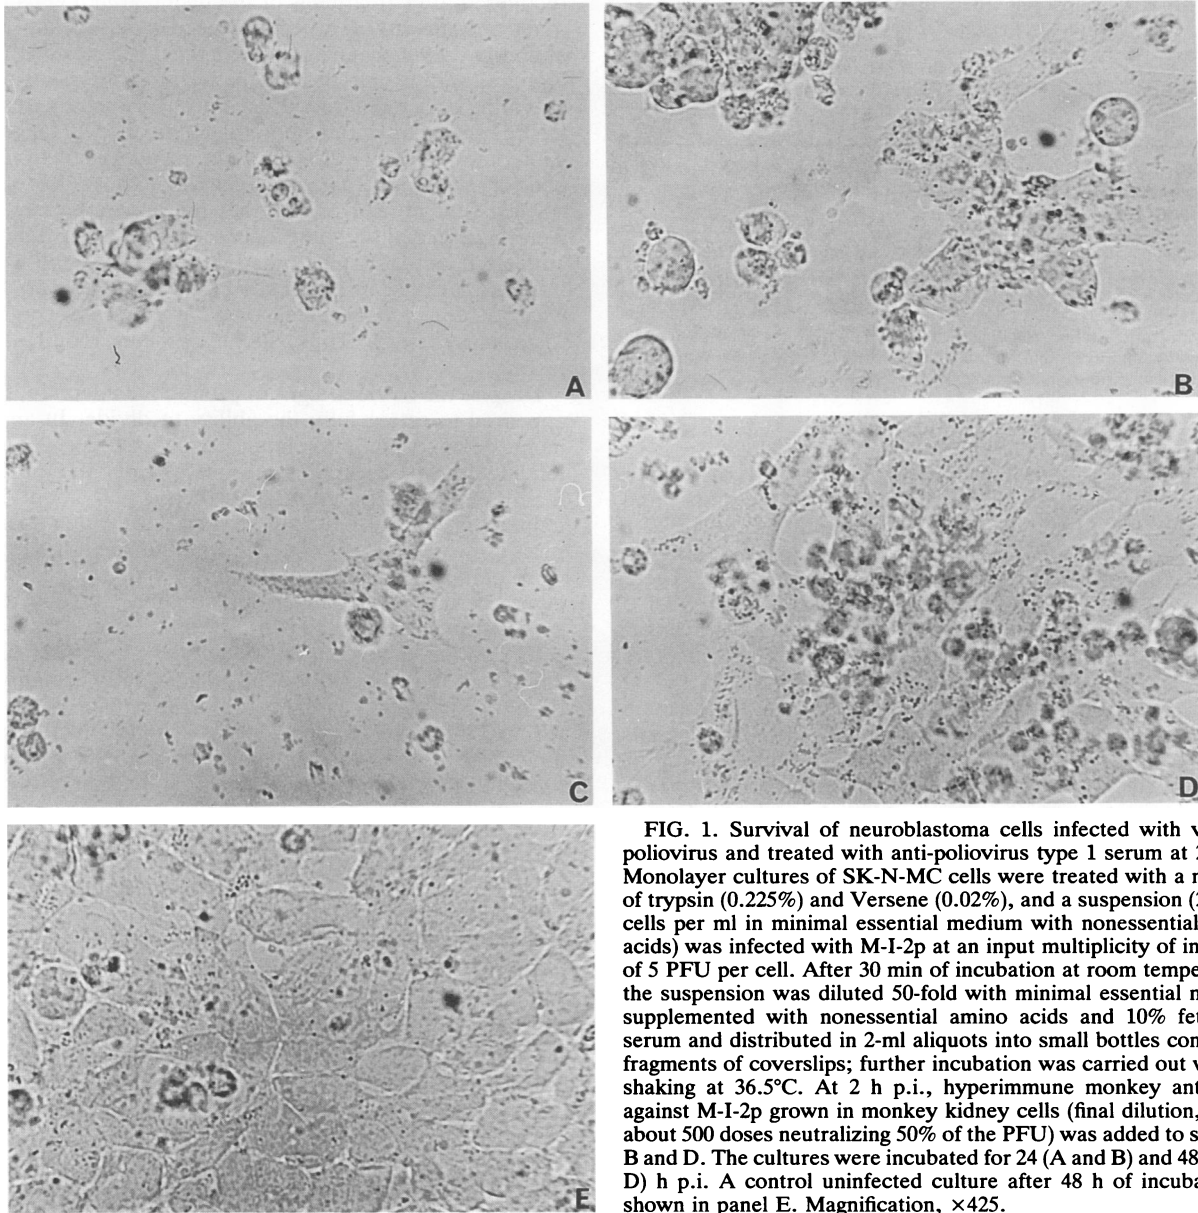 A
B
C
D
E
FIG. 1. Survival of neuroblastoma cells infected with
poliovirus and treated with anti-poliovirus type 1 serum at
Monolayer cultures of SK-N-MC cells were treated with a
of trypsin (0.225%) and Versene (0.02%), and a suspension
cells per ml in minimal essential medium with nonessential
acids) was infected with M-I-2p at an input multiplicity of
of 5 PFU per cell. After 30 min of incubation at room
the suspension was diluted 50-fold with minimal essential
supplemented with nonessential amino acids and 10%
serum and distributed in 2-ml aliquots into small bottles
fragments of coverslips; further incubation was carried out
shaking at 36.5°C. At 2 h p.i., hyperimmune monkey
against M-I-2p grown in monkey kidney cells (final dilution,
about 500 doses neutralizing 50% of the PFU) was added to
B and D. The cultures were incubated for 24 (A and B) and 48
D) h p.i. A control uninfected culture after 48 h of
shown in panel E. Magnification, ×425.